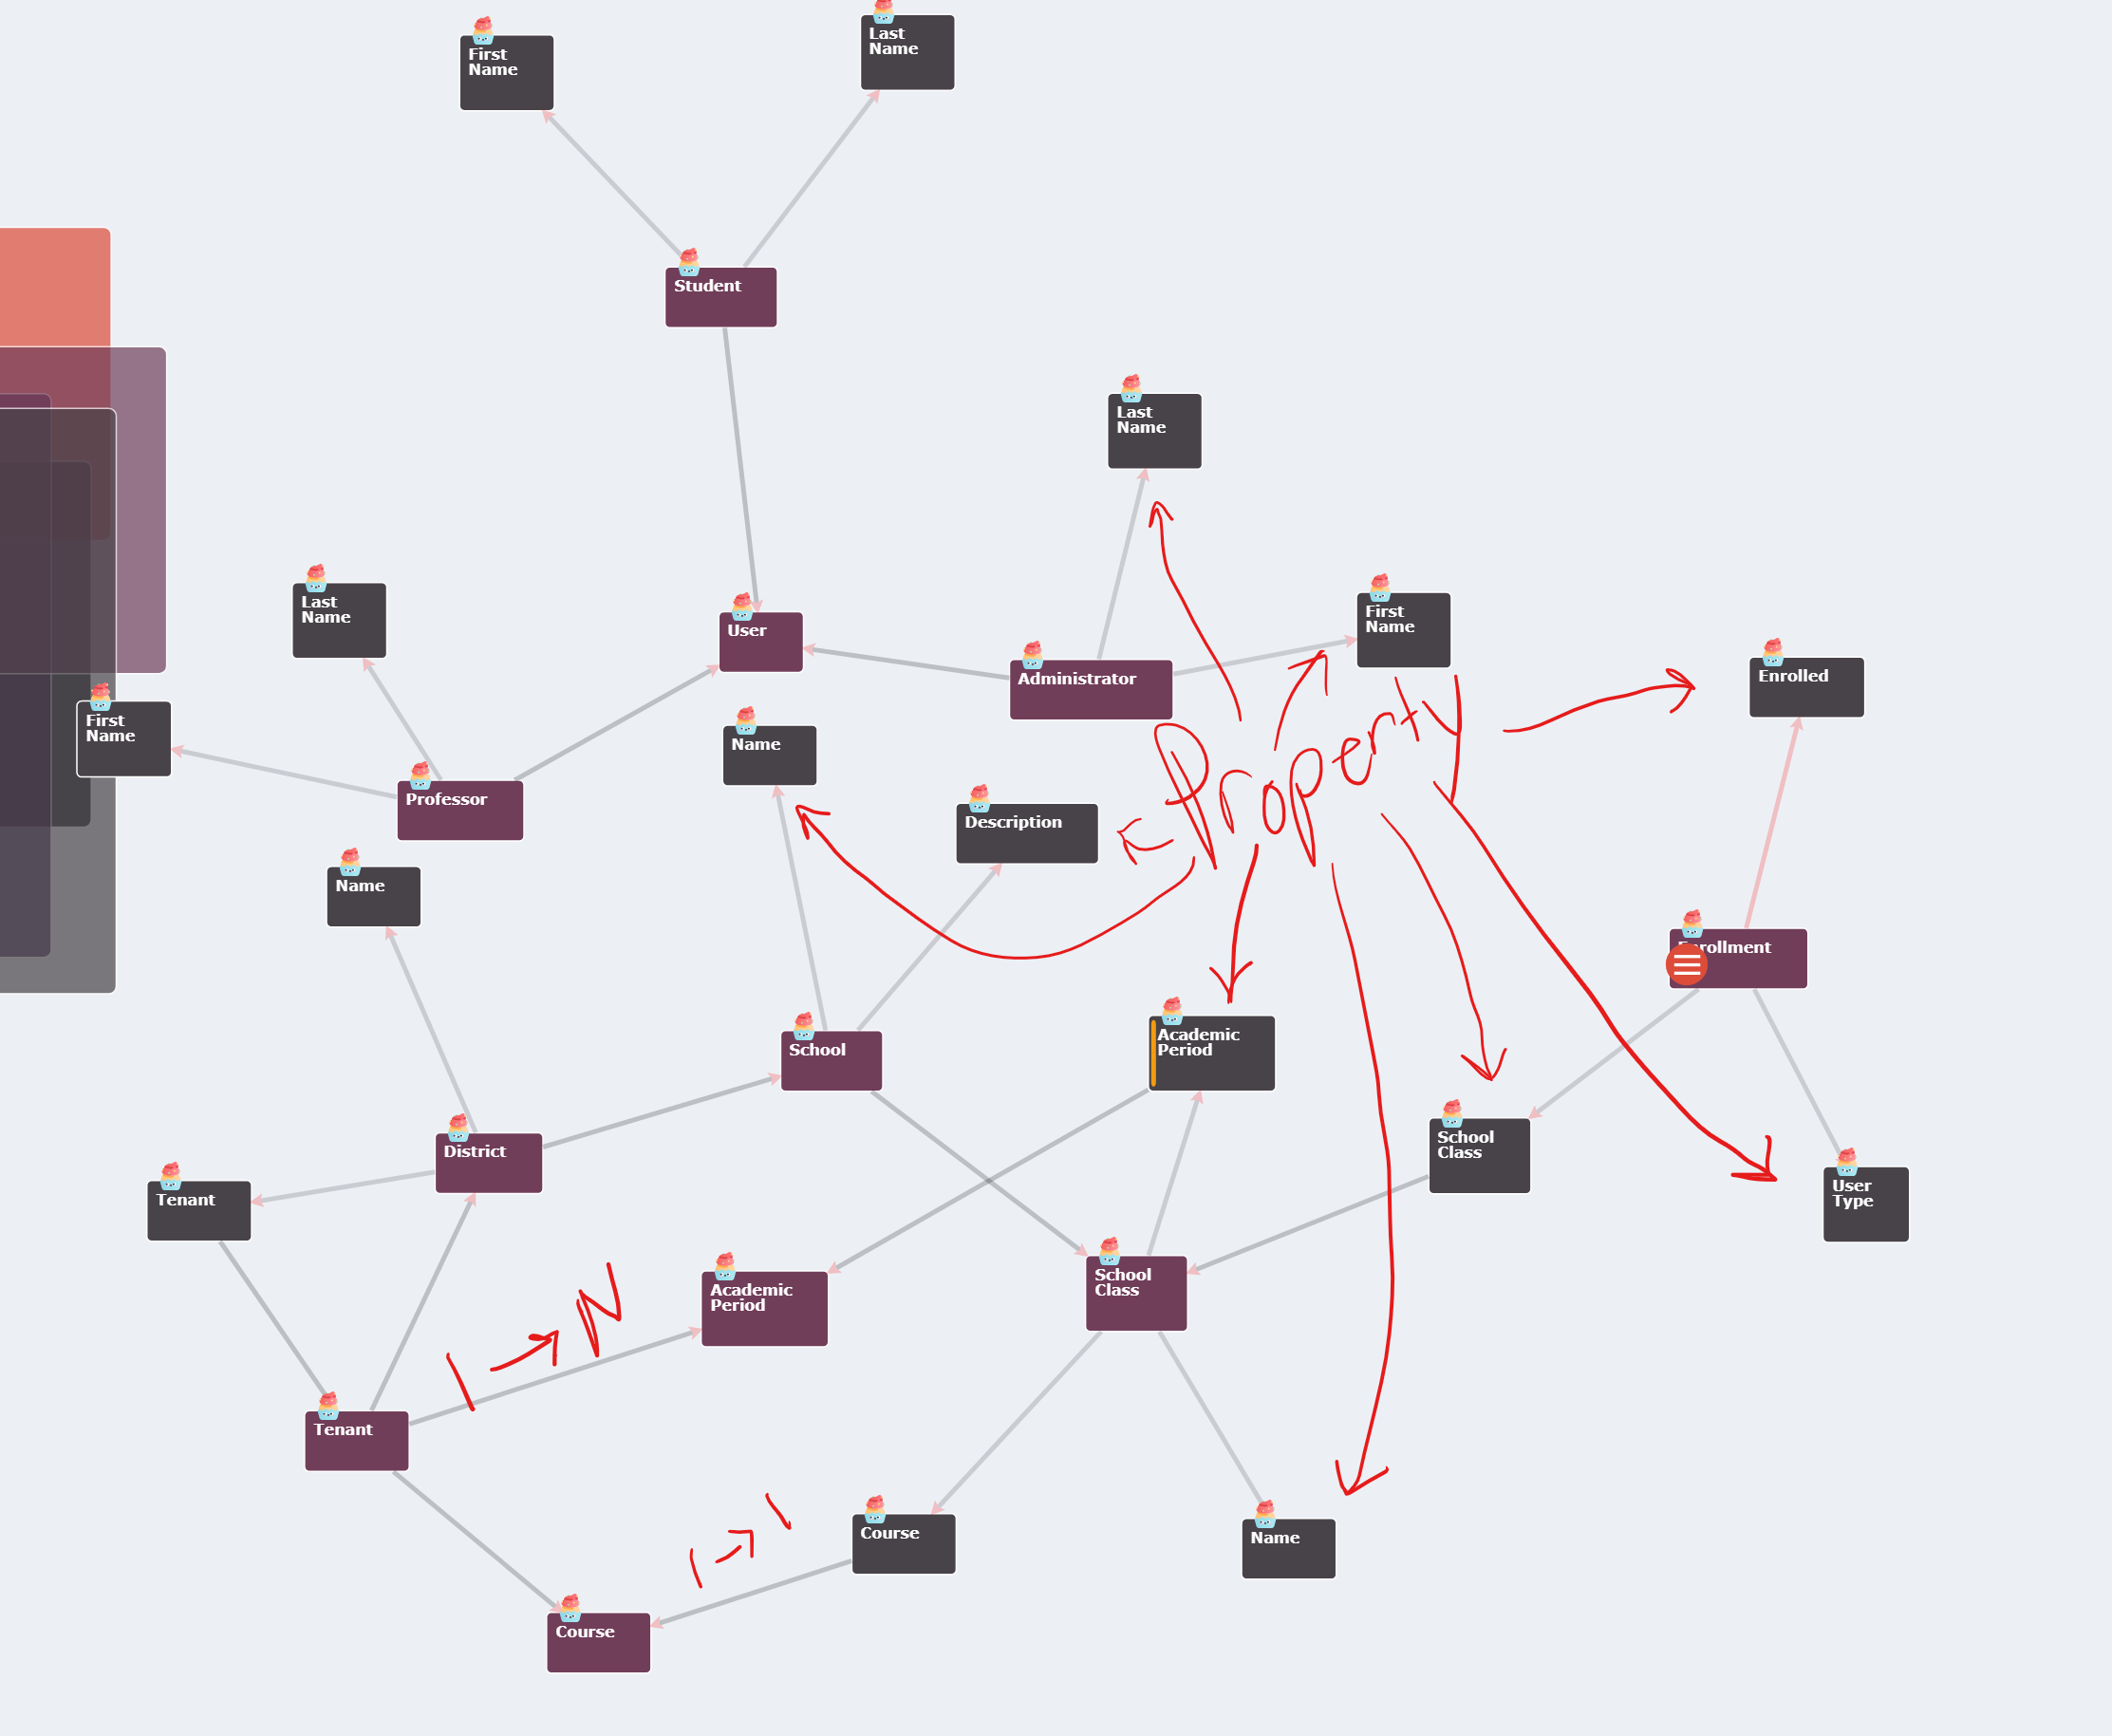 Last
Name
First
Name
Student
Last
Name
Last
Name
First
Name
User
Administrator
Enrolled
First
Name
Name
Property
Professor
Description
Name
Enrollment
School
Academic
Period
School
Class
District
Tenant
User
Type
Academic
Period
School
Class
1 → N
Tenant
1 → 1
Course
Name
Course